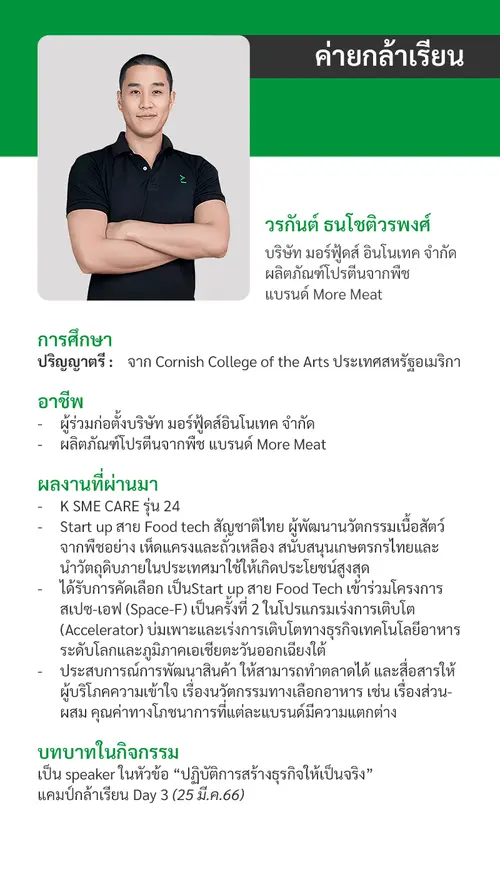 ค่ายกล้าเรียน
วรกันต์ ธนโชติวรพงศ์
บริษัท มอร์ฟู้ดส์ อินโนเทค จำกัด
ผลิตภัณฑ์โปรตีนจากพืช
แบรนด์ More Meat
การศึกษา
ปริญญาตรี : จาก Cornish College of the Arts ประเทศสหรัฐอเมริกา
อาชีพ
- ผู้ร่วมก่อตั้งบริษัท มอร์ฟู้ดส์อินโนเทค จำกัด
- ผลิตภัณฑ์โปรตีนจากพืช แบรนด์ More Meat
ผลงานที่ผ่านมา
- K SME CARE รุ่น 24
- Start up สาย Food tech สัญชาติไทย ผู้พัฒนานวัตกรรมเนื้อสัตว์
จากพืชอย่าง เห็ดแครงและถั่วเหลือง สนับสนุนเกษตรกรไทยและ
นำวัตถุดิบภายในประเทศมาใช้ให้เกิดประโยชน์สูงสุด
- ได้รับการคัดเลือก เป็นStart up สาย Food Tech เข้าร่วมโครงการ
สเปซ-เอฟ (Space-F) เป็นครั้งที่ 2 ในโปรแกรมเร่งการเติบโต
(Accelerator) บ่มเพาะและเร่งการเติบโตทางธุรกิจเทคโนโลยีอาหาร
ระดับโลกและภูมิภาคเอเชียตะวันออกเฉียงใต้
- ประสบการณ์การพัฒนาสินค้า ให้สามารถทำตลาดได้ และสื่อสารให้
ผู้บริโภคความเข้าใจ เรื่องนวัตกรรมทางเลือกอาหาร เช่น เรื่องส่วน-
ผสม คุณค่าทางโภชนาการที่แต่ละแบรนด์มีความแตกต่าง
บทบาทในกิจกรรม
เป็น speaker ในหัวข้อ “ปฏิบัติการสร้างธุรกิจให้เป็นจริง”
แคมป์กล้าเรียน Day 3 (25 มี.ค.66)